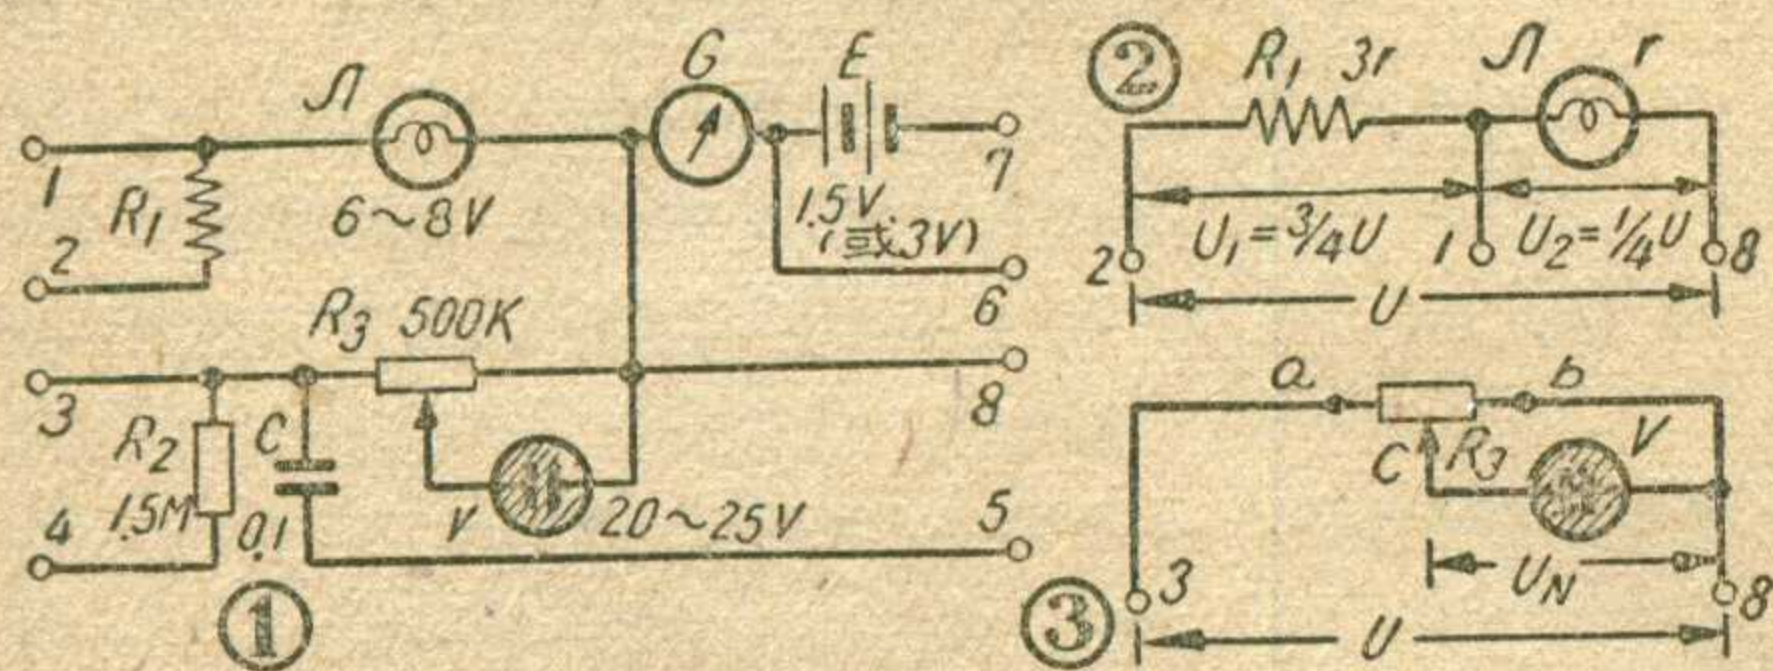 Л
G
E
1
R1
6~8V
1.5V
(或3V)
7
2
6
R3 500K
3
8
R2
C
1.5M
4
0.1
V
20~25V
5
①
②
R1 3r
Л
r
U1=3/4U
U2=1/4U
2
1
8
U
a
b
C
R3
V
UN
3
8
U
③